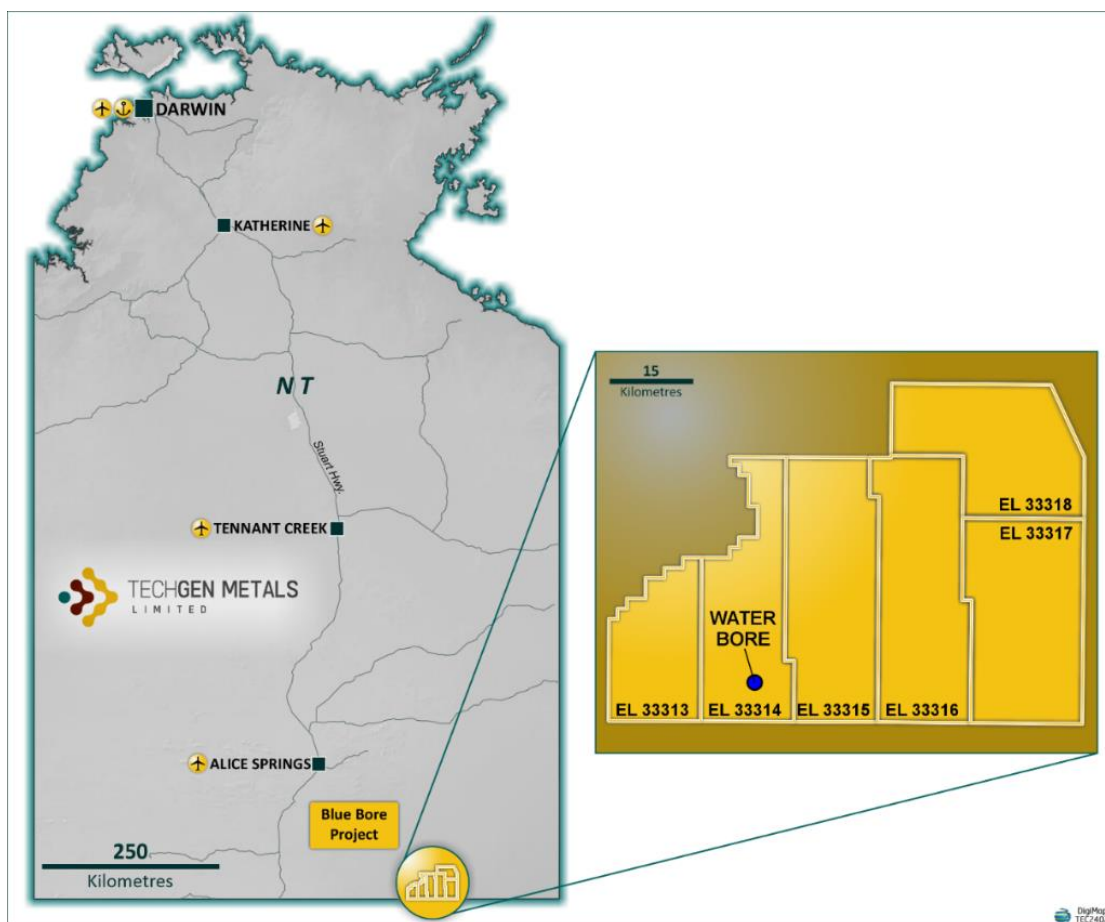 DARWIN
KATHERINE
N T
Stuart Hwy.
TENNANT CREEK
TECHGEN METALS
LIMITED
ALICE SPRINGS
Blue Bore
Project
250
Kilometres
15
Kilometres
EL 33318
EL 33317
WATER
BORE
EL 33313
EL 33314
EL 33315
EL 33316
DigiMap